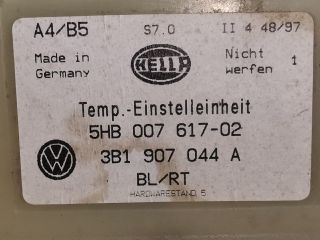 A4/B5 S7.0 II 4 48/97
Made in Germany HELLA Nicht werfen 1
Temp.-Einstelleinheit
5HB 007 617-02
VW 3B1 907 044 A
BL/RT
HARDWARESTAND 5